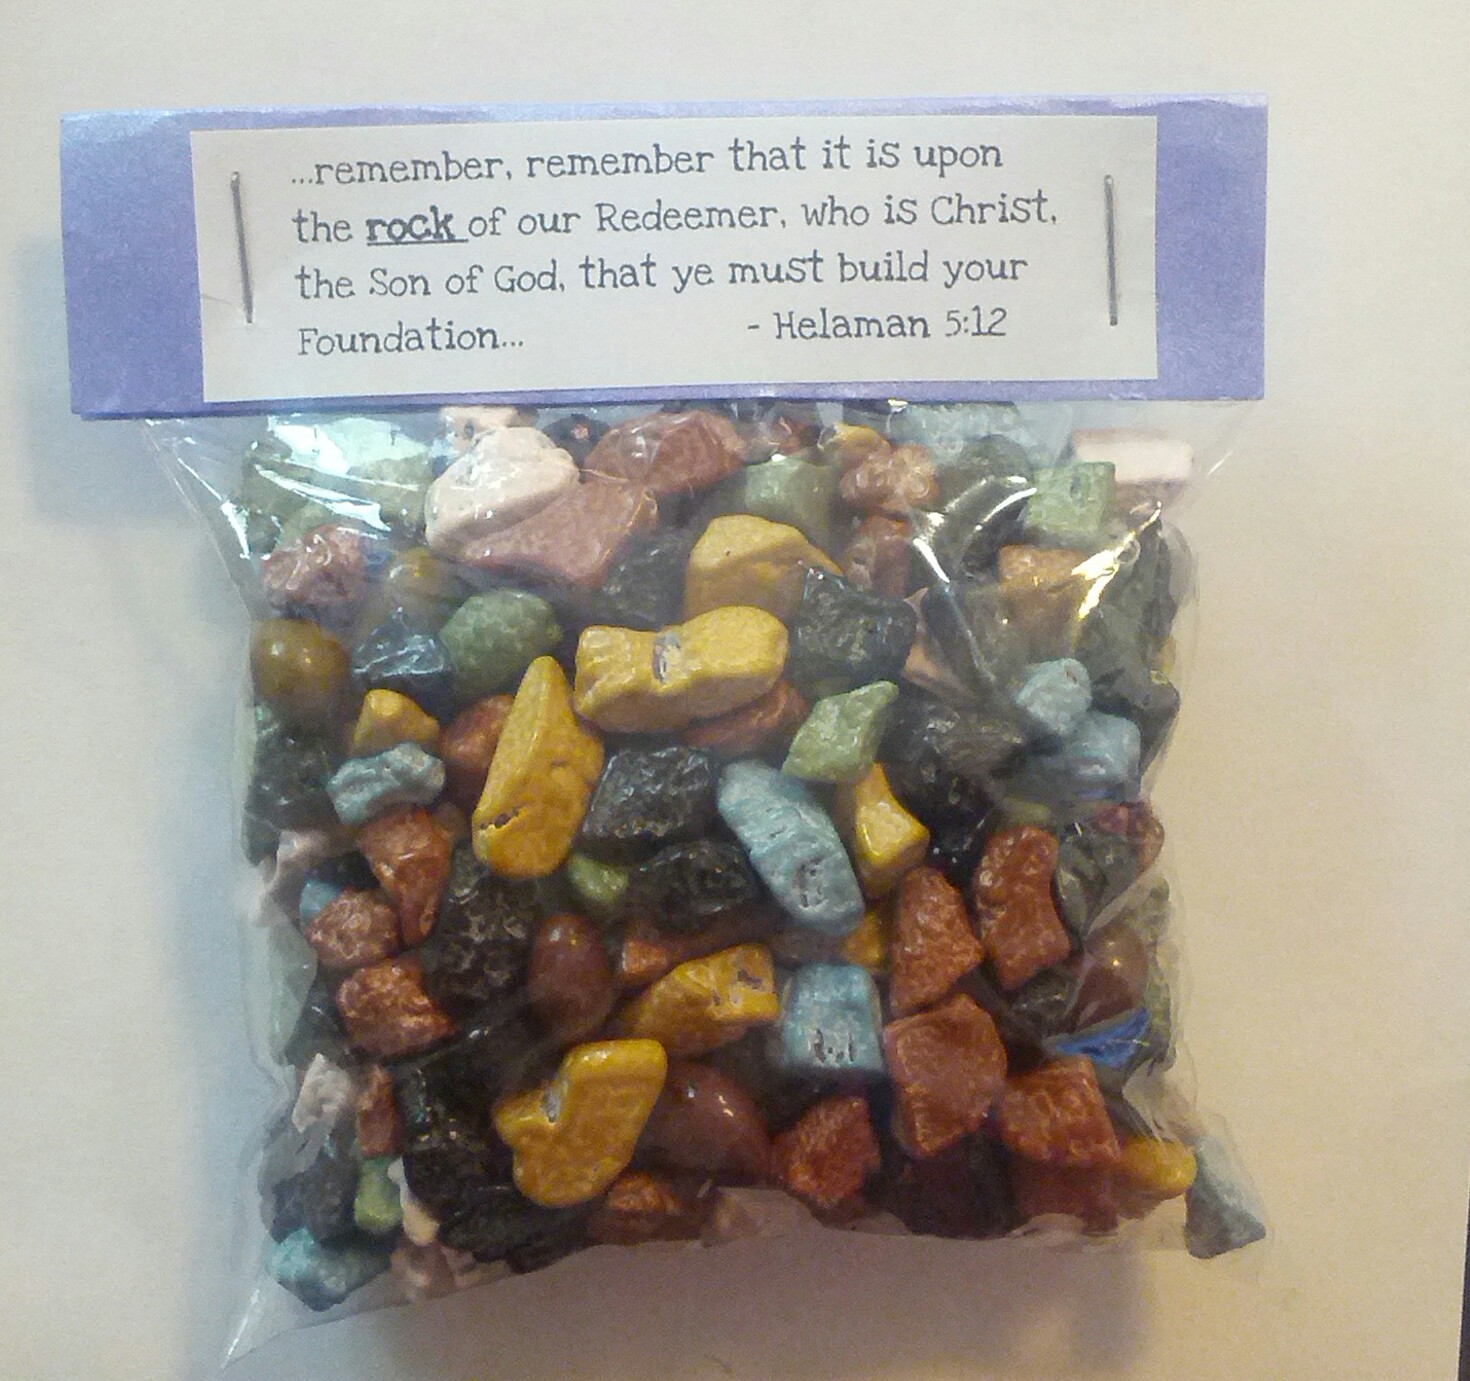 ...remember, remember that it is upon
the rock of our Redeemer, who is Christ,
the Son of God, that ye must build your
Foundation... - Helaman 5:12